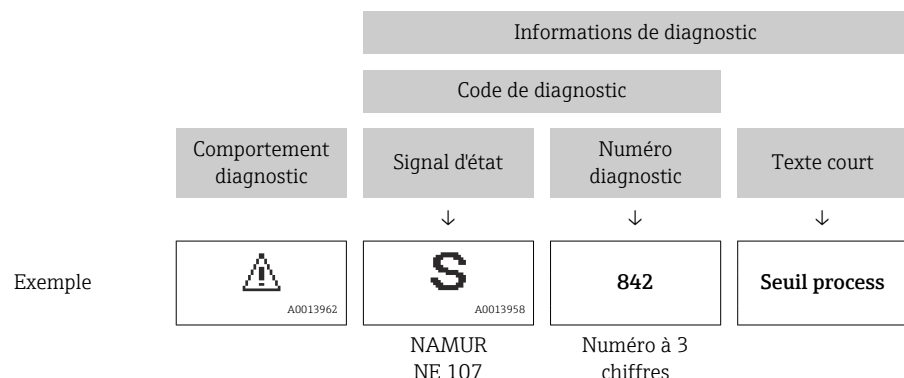 Informations de diagnostic
Code de diagnostic
Comportement
diagnostic
Signal d'état
Numéro
diagnostic
Texte court
↓ ↓ ↓
Exemple
A0013962
S
A0013958
842
Seuil process
NAMUR
NE 107
Numéro à 3
chiffres